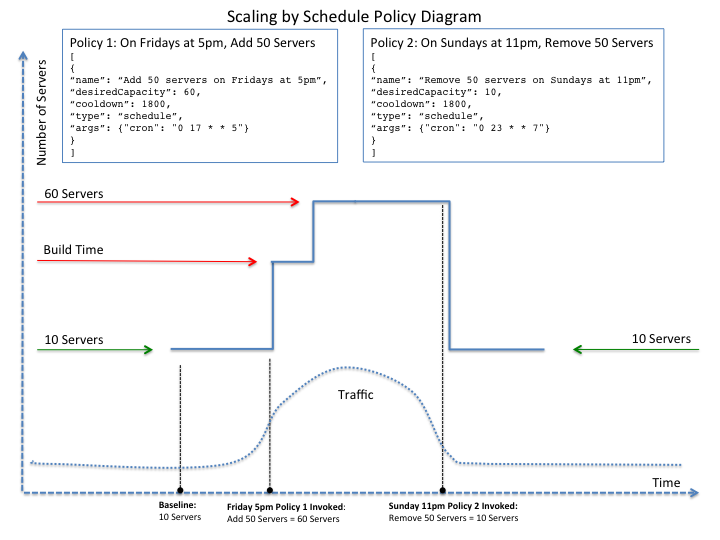 Scaling by Schedule Policy Diagram
Policy 1: On Fridays at 5pm, Add 50 Servers
[
{
“name”: “Add 50 servers on Fridays at 5pm”,
“desiredCapacity”: 60,
“cooldown”: 1800,
“type”: “schedule”,
“args”: {"cron": "0 17 * * 5"}
}
]
Policy 2: On Sundays at 11pm, Remove 50 Servers
[
{
“name”: “Remove 50 servers on Sundays at 11pm”,
“desiredCapacity”: 10,
“cooldown”: 1800,
“type”: “schedule”,
“args”: {"cron": "0 23 * * 7"}
}
]
Number of Servers
60 Servers
Build Time
10 Servers
10 Servers
Traffic
Time
Baseline:
10 Servers
Friday 5pm Policy 1 Invoked:
Add 50 Servers = 60 Servers
Sunday 11pm Policy 2 Invoked:
Remove 50 Servers = 10 Servers